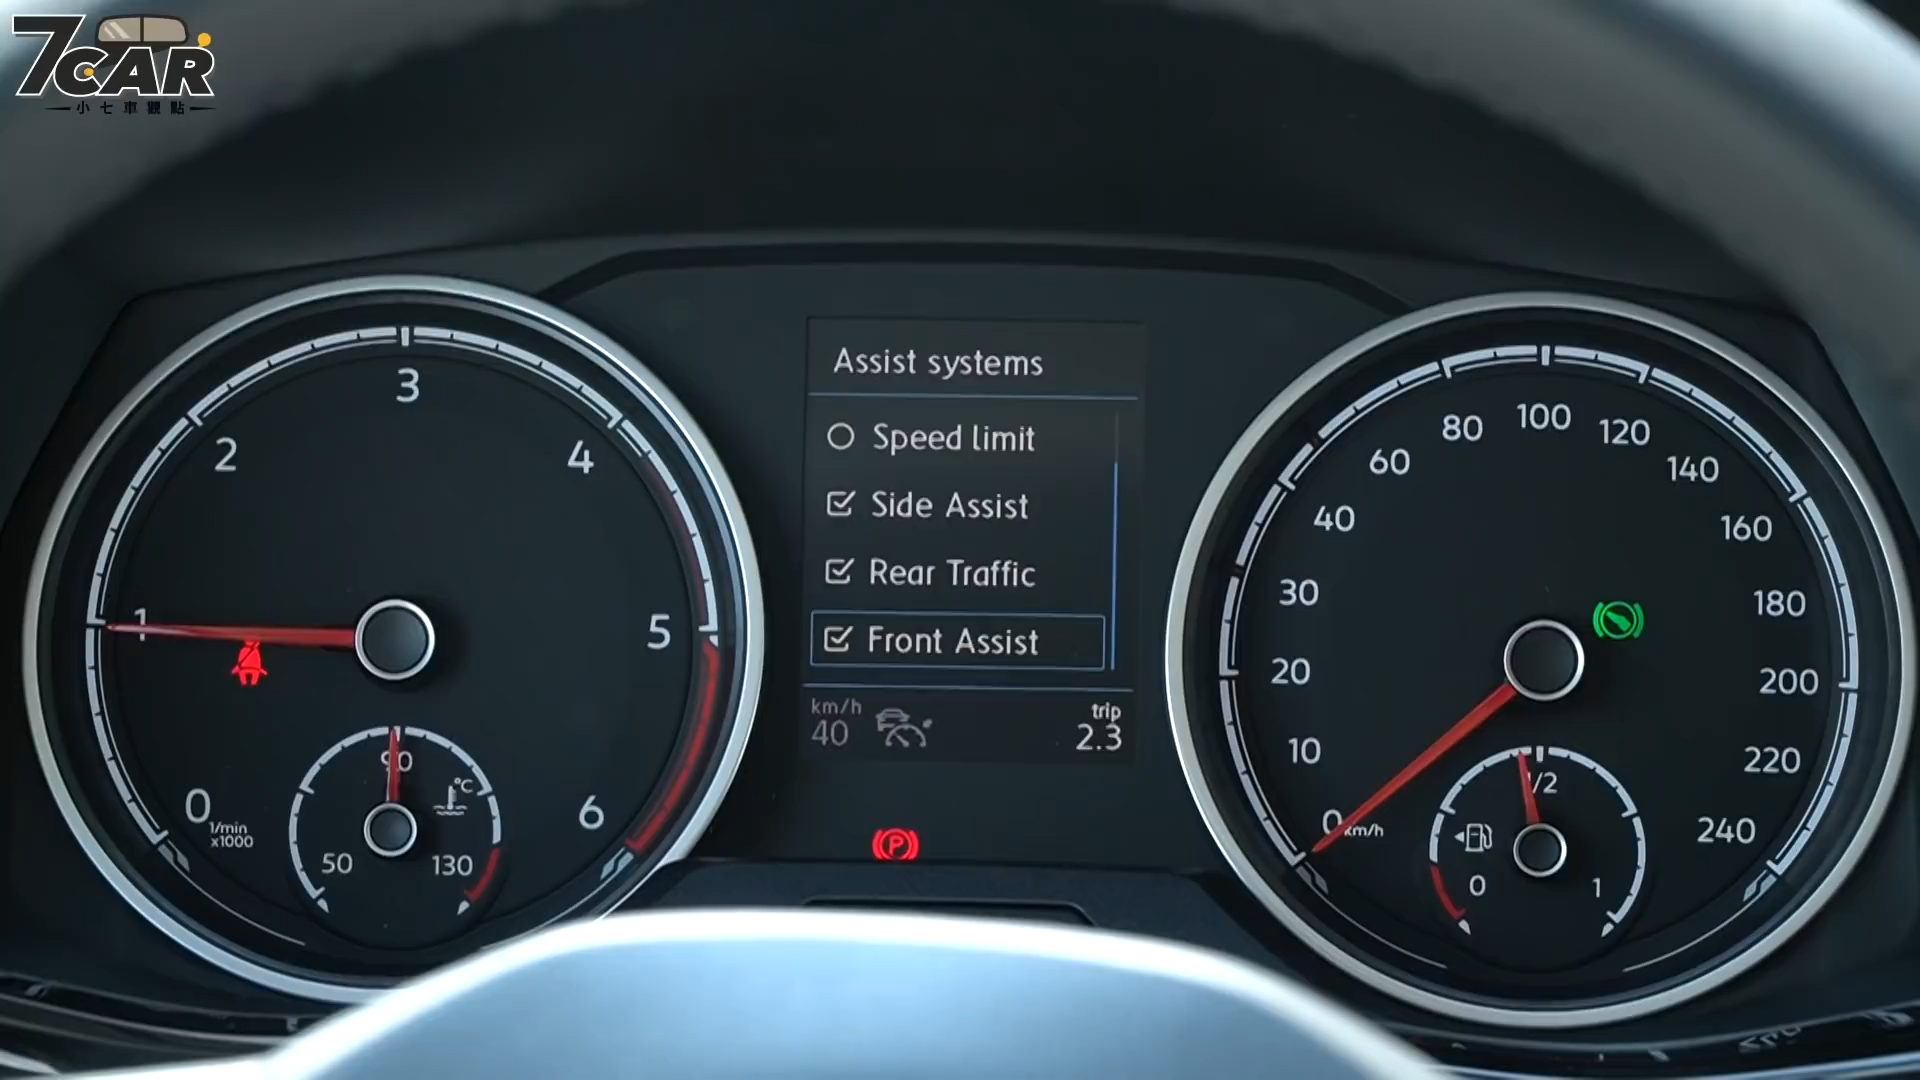 7CAR
小七車觀點
3
2
4
1
5
0
1/min
x1000
6
90
°C
50
130
Assist systems
Speed limit
Side Assist
Rear Traffic
Front Assist
km/h
40
trip
2.3
P
100
80
120
60
140
40
160
30
180
20
200
10
220
0
km/h
240
1/2
0
1